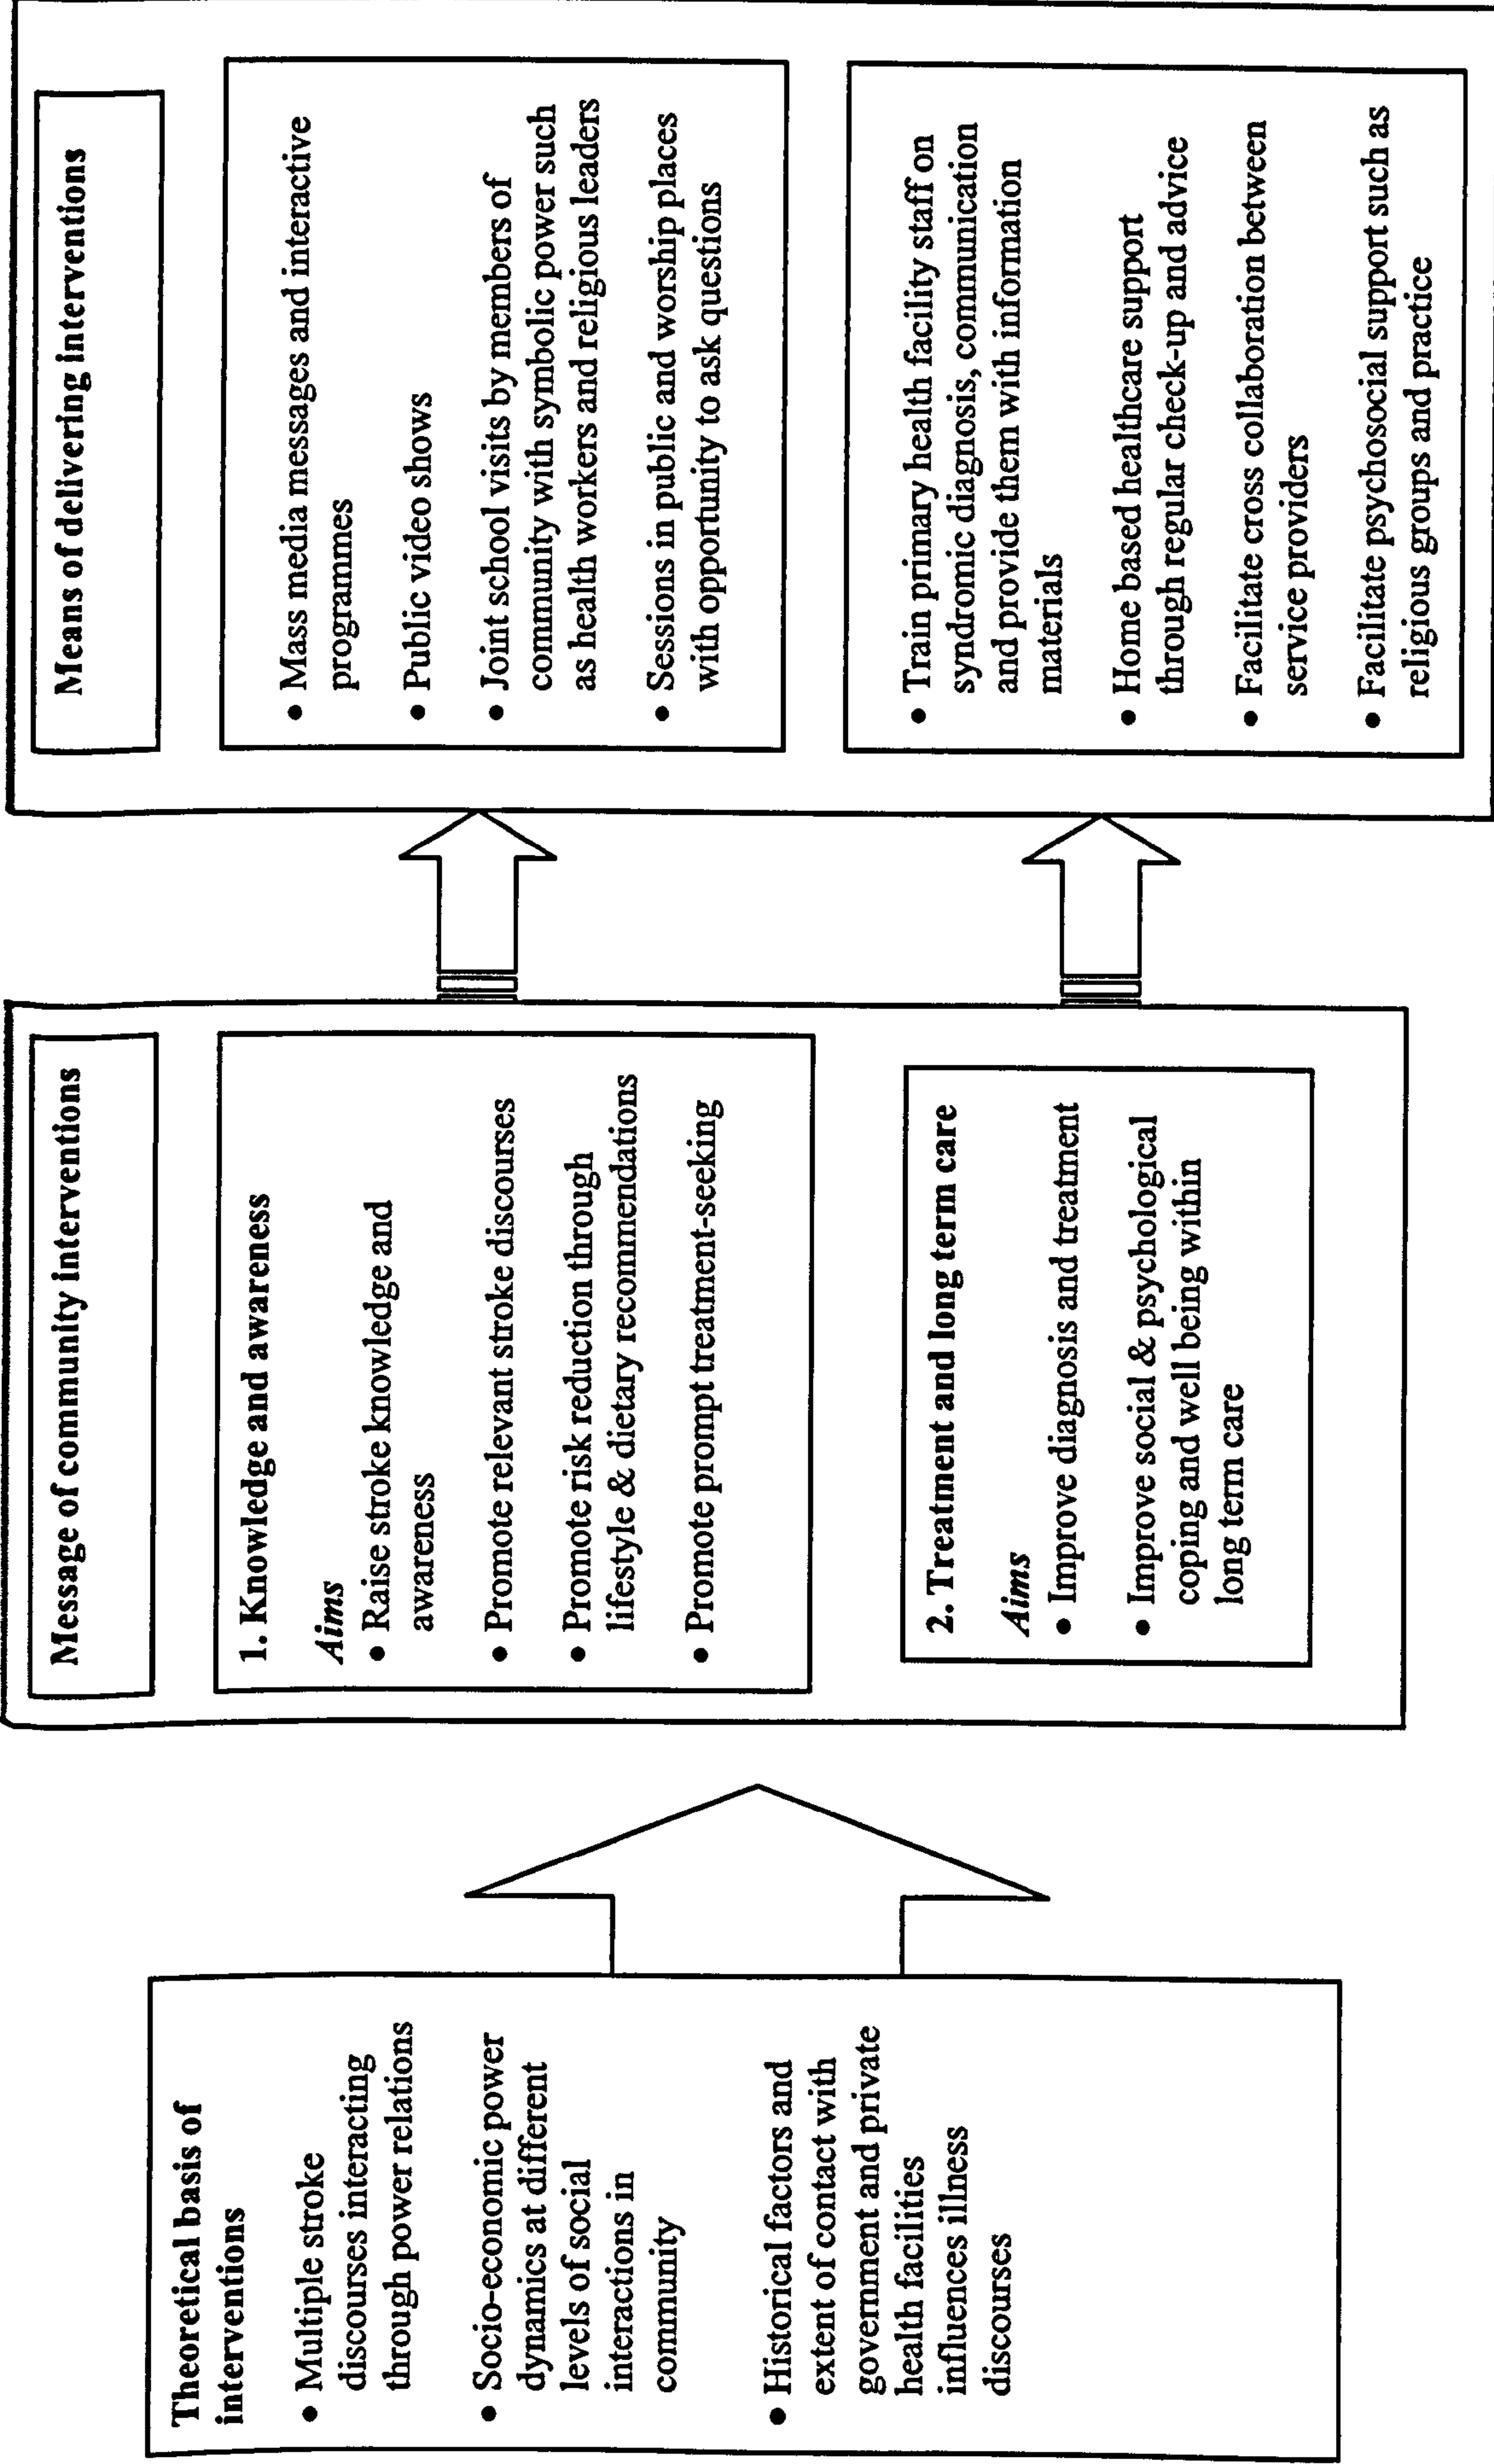 Theoretical basis of
interventions
• Multiple stroke
discourses interacting
through power relations
• Socio-economic power
dynamics at different
levels of social
interactions in
community
• Historical factors and
extent of contact with
government and private
health facilities
influences illness
discourses
Message of community interventions
1. Knowledge and awareness
Aims
• Raise stroke knowledge and
awareness
• Promote relevant stroke discourses
• Promote risk reduction through
lifestyle & dietary recommendations
• Promote prompt treatment-seeking
2. Treatment and long term care
Aims
• Improve diagnosis and treatment
• Improve social & psychological
coping and well being within
long term care
Means of delivering interventions
• Mass media messages and interactive
programmes
• Public video shows
• Joint school visits by members of
community with symbolic power such
as health workers and religious leaders
• Sessions in public and worship places
with opportunity to ask questions
• Train primary health facility staff on
syndromic diagnosis, communication
and provide them with information
materials
• Home based healthcare support
through regular check-up and advice
• Facilitate cross collaboration between
service providers
• Facilitate psychosocial support such as
religious groups and practice